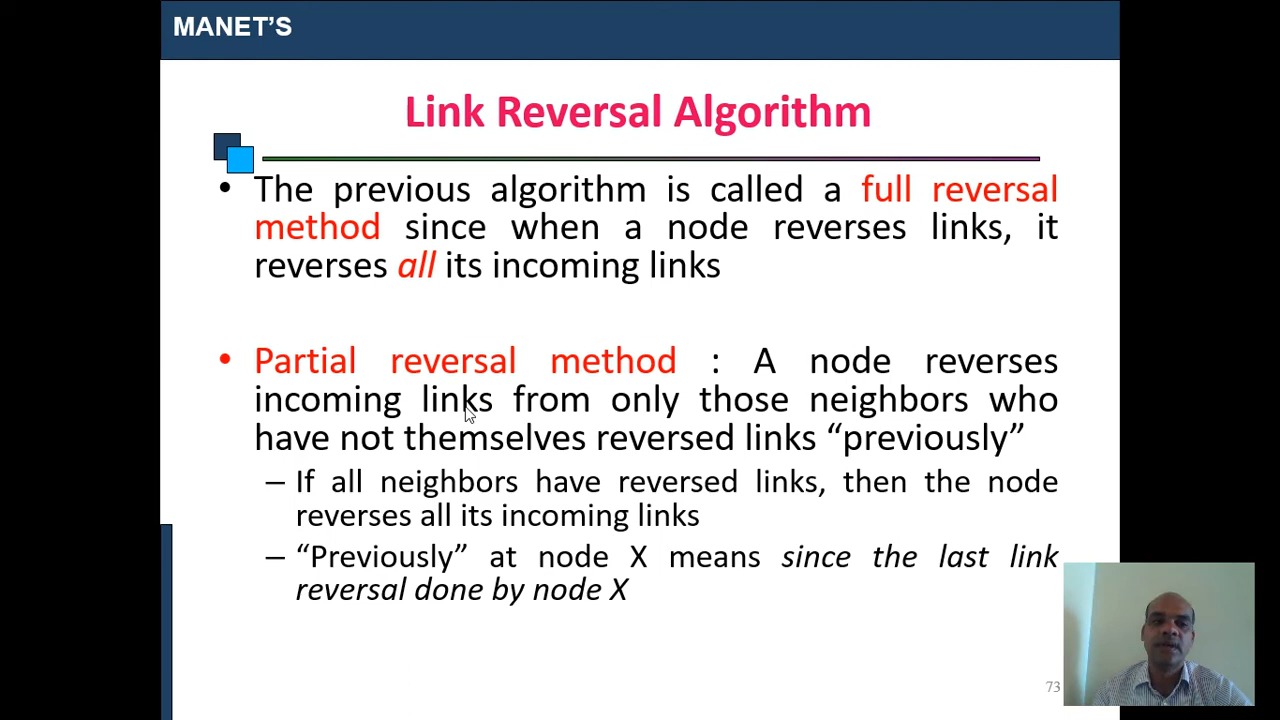 MANET'S
Link Reversal Algorithm
• The previous algorithm is called a full reversal
method since when a node reverses links, it
reverses all its incoming links
• Partial reversal method : A node reverses
incoming links from only those neighbors who
have not themselves reversed links “previously”
– If all neighbors have reversed links, then the node
reverses all its incoming links
– “Previously” at node X means since the last link
reversal done by node X
73